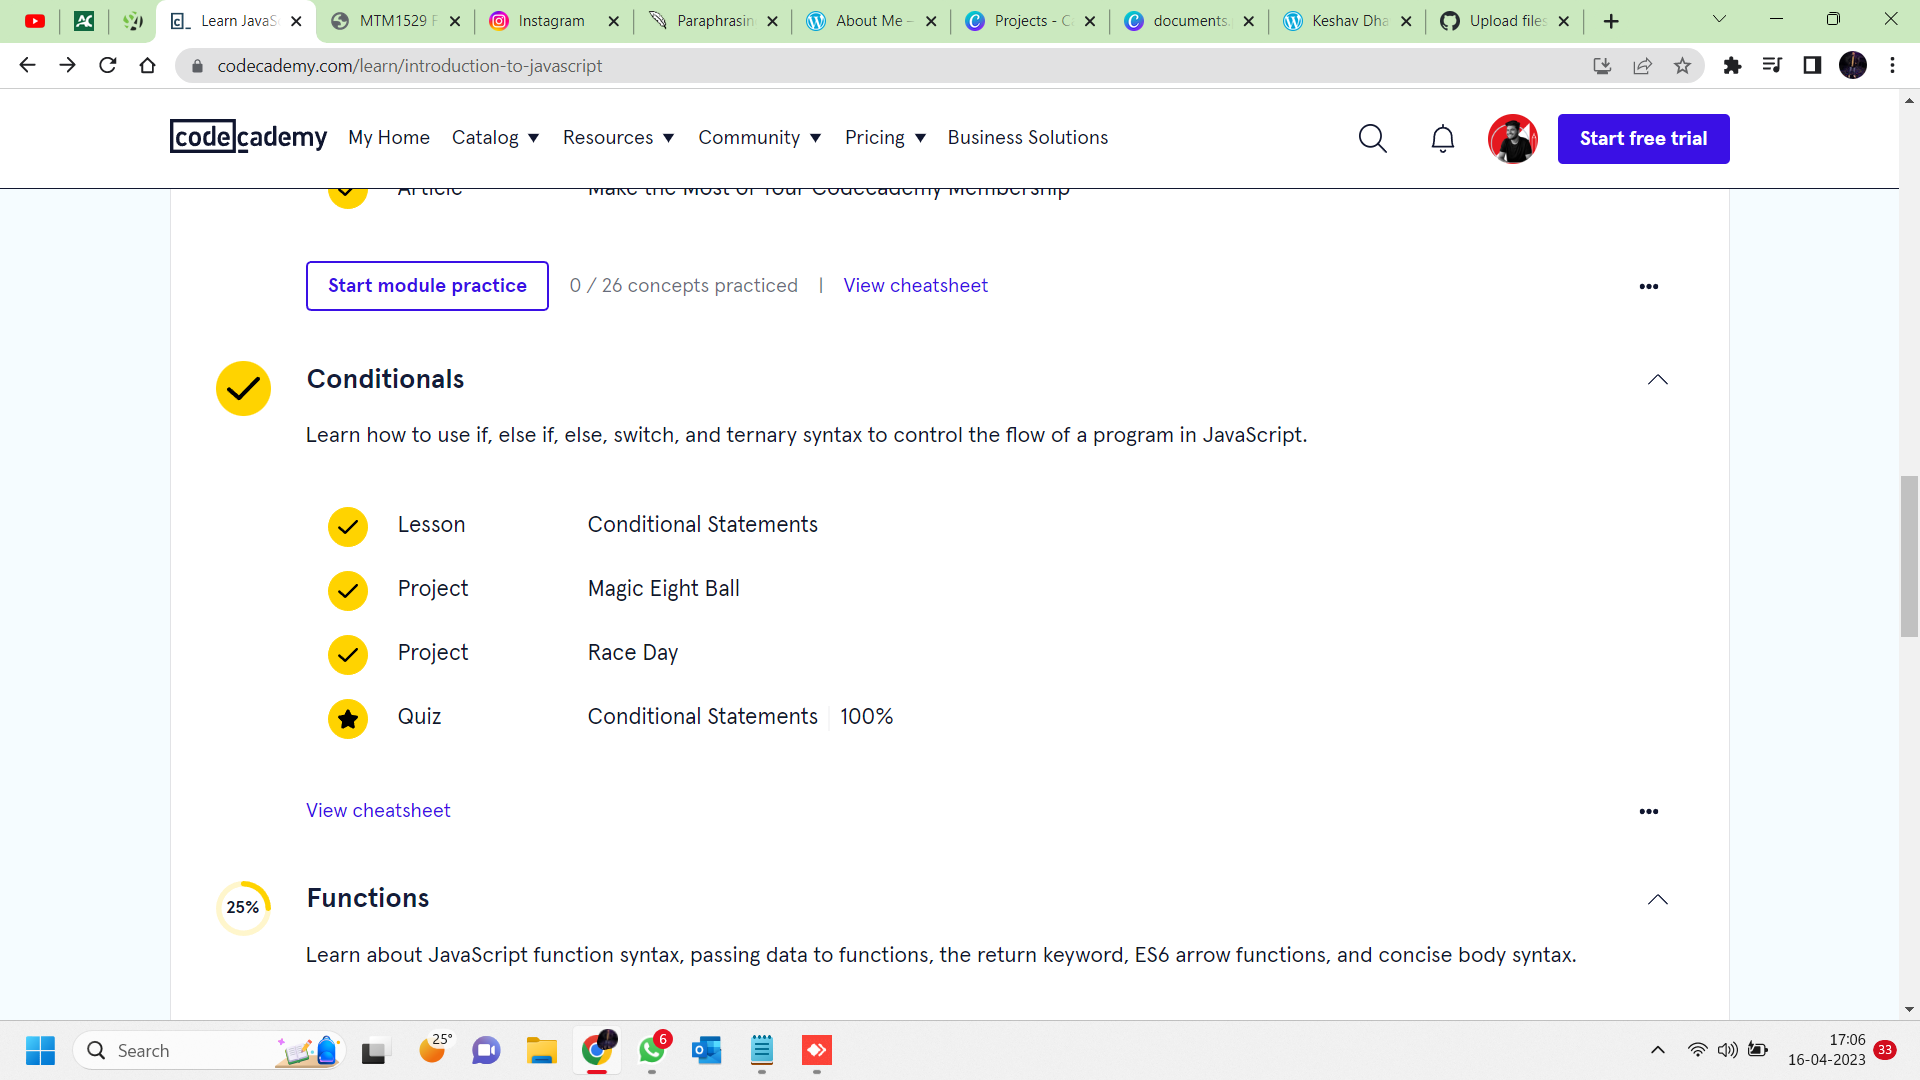 Learn JavaS
MTM1529 F
Instagram
Paraphrasin
About Me –
Projects - C
documents.
Keshav Dha
Upload files
codecademy.com/learn/introduction-to-javascript
codecademy
My Home
Catalog
Resources
Community
Pricing
Business Solutions
Start free trial
Article
Make the Most of Your Codecademy Membership
Start module practice
0 / 26 concepts practiced
|
View cheatsheet
Conditionals
Learn how to use if, else if, else, switch, and ternary syntax to control the flow of a program in JavaScript.
Lesson
Conditional Statements
Project
Magic Eight Ball
Project
Race Day
Quiz
Conditional Statements
100%
View cheatsheet
25%
Functions
Learn about JavaScript function syntax, passing data to functions, the return keyword, ES6 arrow functions, and concise body syntax.
Search
25°
6
17:06
16-04-2023
33